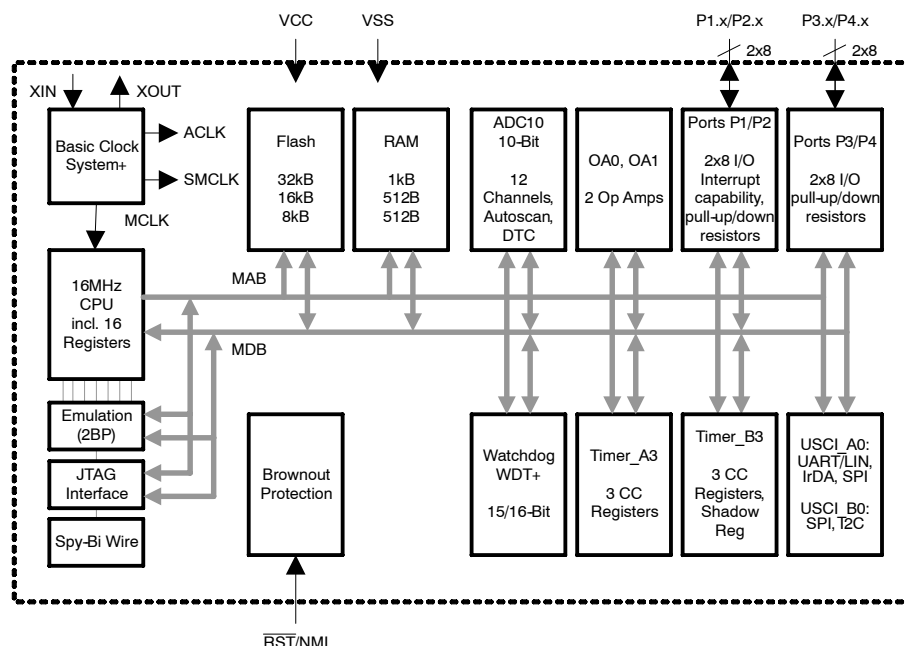 VCC
VSS
P1.x/P2.x
P3.x/P4.x
2x8
2x8
XIN
XOUT
Basic Clock
System+
ACLK
SMCLK
MCLK
Flash
32kB
16kB
8kB
RAM
1kB
512B
512B
ADC10
10-Bit
12
Channels,
Autoscan,
DTC
OA0, OA1
2 Op Amps
Ports P1/P2
2x8 I/O
Interrupt
capability,
pull-up/down
resistors
Ports P3/P4
2x8 I/O
pull-up/down
resistors
16MHz
CPU
incl. 16
Registers
MAB
MDB
Emulation
(2BP)
JTAG
Interface
Spy-Bi Wire
Brownout
Protection
Watchdog
WDT+
15/16-Bit
Timer_A3
3 CC
Registers
Timer_B3
3 CC
Registers,
Shadow
Reg
USCI_A0:
UART/LIN,
IrDA, SPI
USCI_B0:
SPI, I2C
RST/NMI